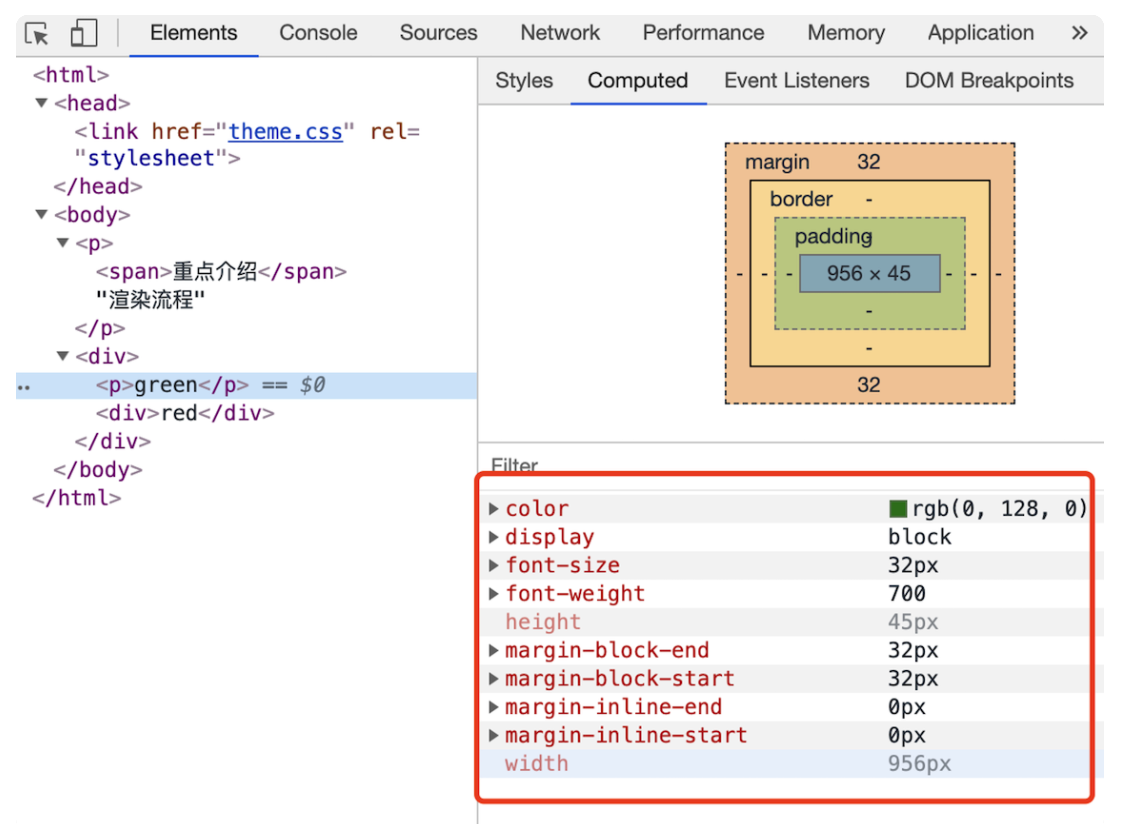 Elements Console Sources Network Performance Memory Application »
<html>
▼<head>
<link href="theme.css" rel=
"stylesheet">
</head>
▼<body>
▼<p>
<span>重点介绍</span>
"渲染流程"
</p>
▼<div>
<p>green</p> == $0
<div>red</div>
</div>
</body>
</html>
Styles Computed Event Listeners DOM Breakpoints
margin 32
border -
padding -
- - - 956 × 45 - - -
-
-
32
Filter
▶color rgb(0, 128, 0)
▶display block
▶font-size 32px
▶font-weight 700
height 45px
▶margin-block-end 32px
▶margin-block-start 32px
▶margin-inline-end 0px
▶margin-inline-start 0px
width 956px